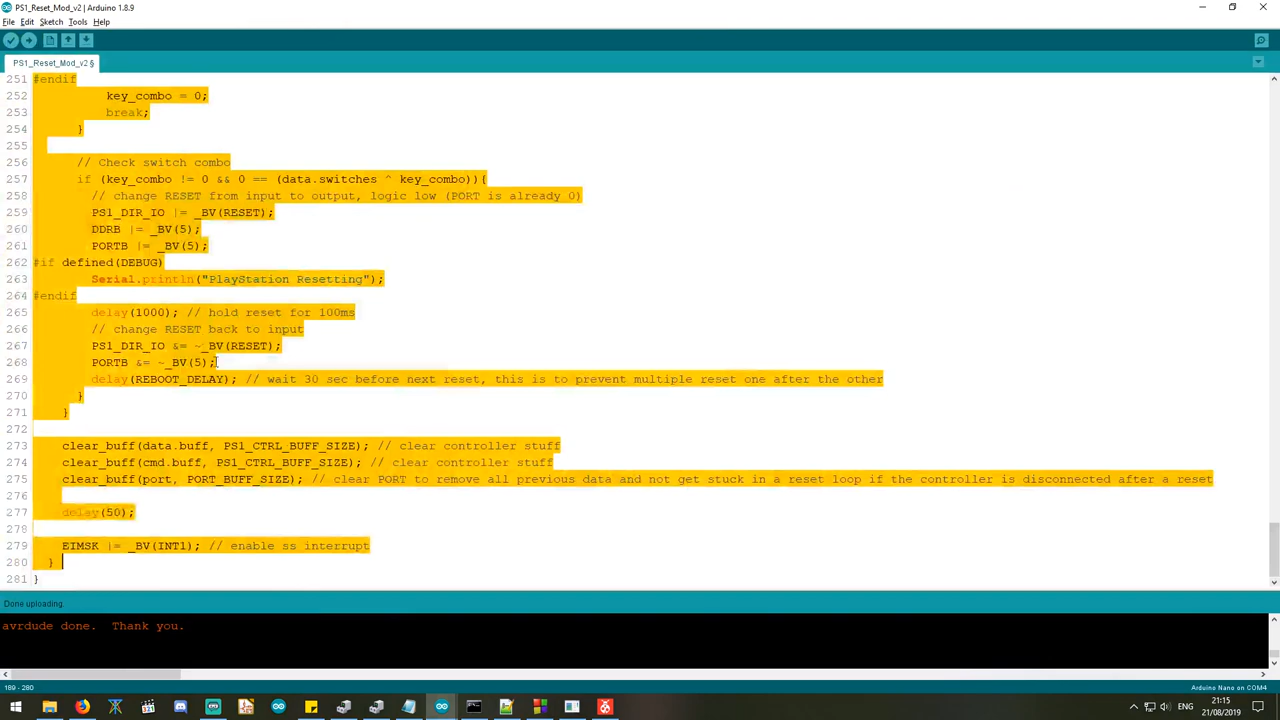 PS1_Reset_Mod_v2 | Arduino 1.8.9
File Edit Sketch Tools Help
PS1_Reset_Mod_v2 §
251 #endif
252 key_combo = 0;
253 break;
254 }
255
256 // Check switch combo
257 if (key_combo != 0 && 0 == (data.switches ^ key_combo)){
258 // change RESET from input to output, logic low (PORT is already 0)
259 PS1_DIR_IO |= _BV(RESET);
260 DDRB |= _BV(5);
261 PORTB |= _BV(5);
262 #if defined(DEBUG)
263 Serial.println("PlayStation Resetting");
264 #endif
265 delay(1000); // hold reset for 100ms
266 // change RESET back to input
267 PS1_DIR_IO &= ~_BV(RESET);
268 PORTB &= ~_BV(5);
269 delay(REBOOT_DELAY); // wait 30 sec before next reset, this is to prevent multiple reset one after the other
270 }
271 }
272
273 clear_buff(data.buff, PS1_CTRL_BUFF_SIZE); // clear controller stuff
274 clear_buff(cmd.buff, PS1_CTRL_BUFF_SIZE); // clear controller stuff
275 clear_buff(port, PORT_BUFF_SIZE); // clear PORT to remove all previous data and not get stuck in a reset loop if the controller is disconnected after a reset
276
277 delay(50);
278
279 EIMSK |= _BV(INT1); // enable ss interrupt
280 }
281 }
Done uploading.
avrdude done.  Thank you.
189 - 280
Arduino Nano on COM4
ENG
21:15
21/08/2019